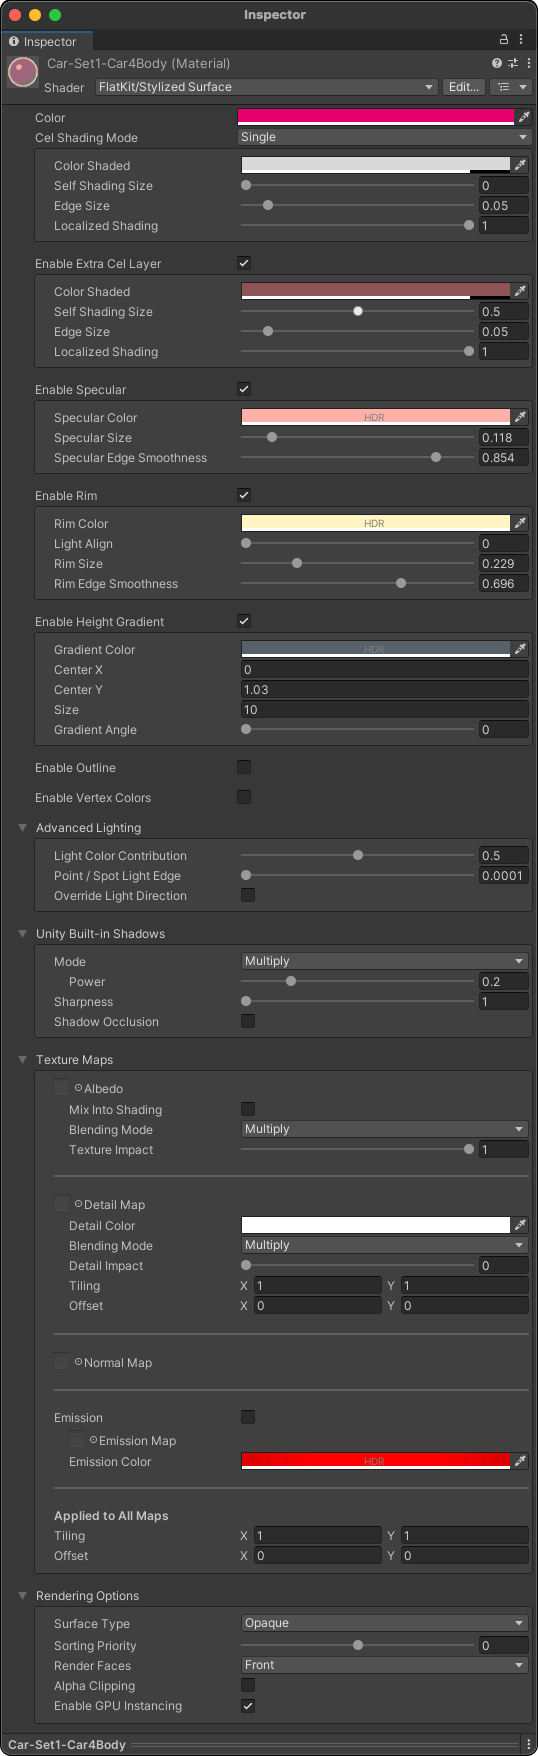 Inspector
Inspector
Car-Set1-Car4Body (Material)
Shader FlatKit/Stylized Surface Edit...
Color
Cel Shading Mode Single
Color Shaded
Self Shading Size 0
Edge Size 0.05
Localized Shading 1
Enable Extra Cel Layer
Color Shaded
Self Shading Size 0.5
Edge Size 0.05
Localized Shading 1
Enable Specular
Specular Color HDR
Specular Size 0.118
Specular Edge Smoothness 0.854
Enable Rim
Rim Color HDR
Light Align 0
Rim Size 0.229
Rim Edge Smoothness 0.696
Enable Height Gradient
Gradient Color HDR
Center X 0
Center Y 1.03
Size 10
Gradient Angle 0
Enable Outline
Enable Vertex Colors
Advanced Lighting
Light Color Contribution 0.5
Point / Spot Light Edge 0.0001
Override Light Direction
Unity Built-in Shadows
Mode Multiply
Power 0.2
Sharpness 1
Shadow Occlusion
Texture Maps
Albedo
Mix Into Shading
Blending Mode Multiply
Texture Impact 1
Detail Map
Detail Color
Blending Mode Multiply
Detail Impact 0
Tiling X 1 Y 1
Offset X 0 Y 0
Normal Map
Emission
Emission Map
Emission Color HDR
Applied to All Maps
Tiling X 1 Y 1
Offset X 0 Y 0
Rendering Options
Surface Type Opaque
Sorting Priority 0
Render Faces Front
Alpha Clipping
Enable GPU Instancing
Car-Set1-Car4Body